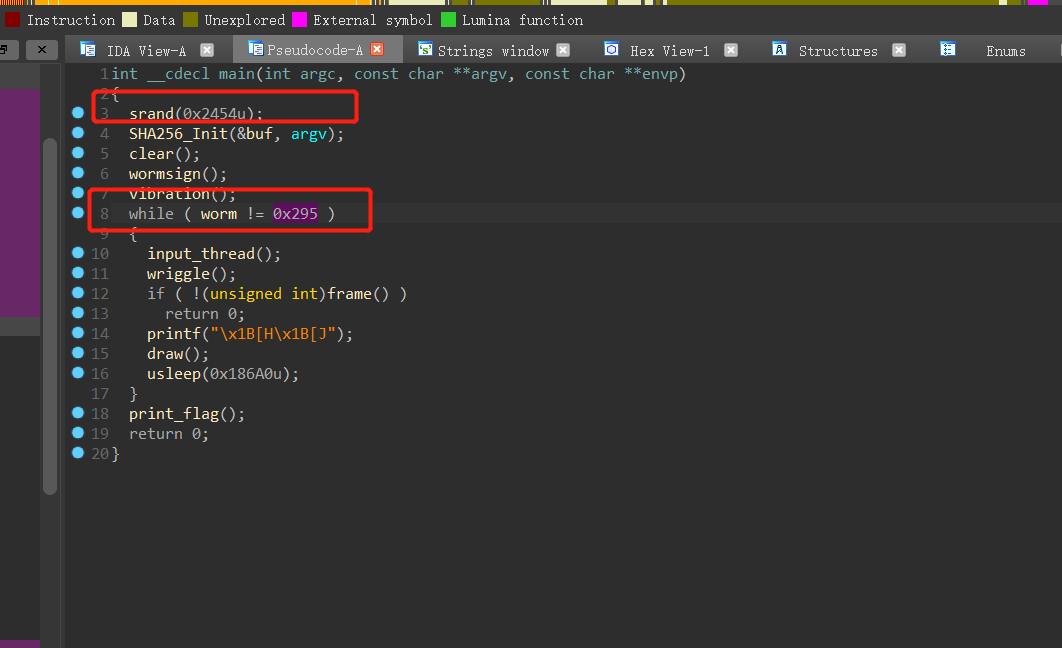 Instruction Data Unexplored External symbol Lumina function
IDA View-A Pseudocode-A Strings window Hex View-1 Structures Enums
1 int __cdecl main(int argc, const char **argv, const char **envp)
2 {
3 srand(0x2454u);
4 SHA256_Init(&buf, argv);
5 clear();
6 wormsign();
7 vibration();
8 while ( worm != 0x295 )
9 {
10 input_thread();
11 wriggle();
12 if ( !(unsigned int)frame() )
13 return 0;
14 printf("\x1B[H\x1B[J");
15 draw();
16 usleep(0x186A0u);
17 }
18 print_flag();
19 return 0;
20 }